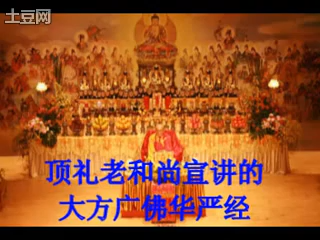 土豆网
顶礼老和尚宣讲的
大方广佛华严经